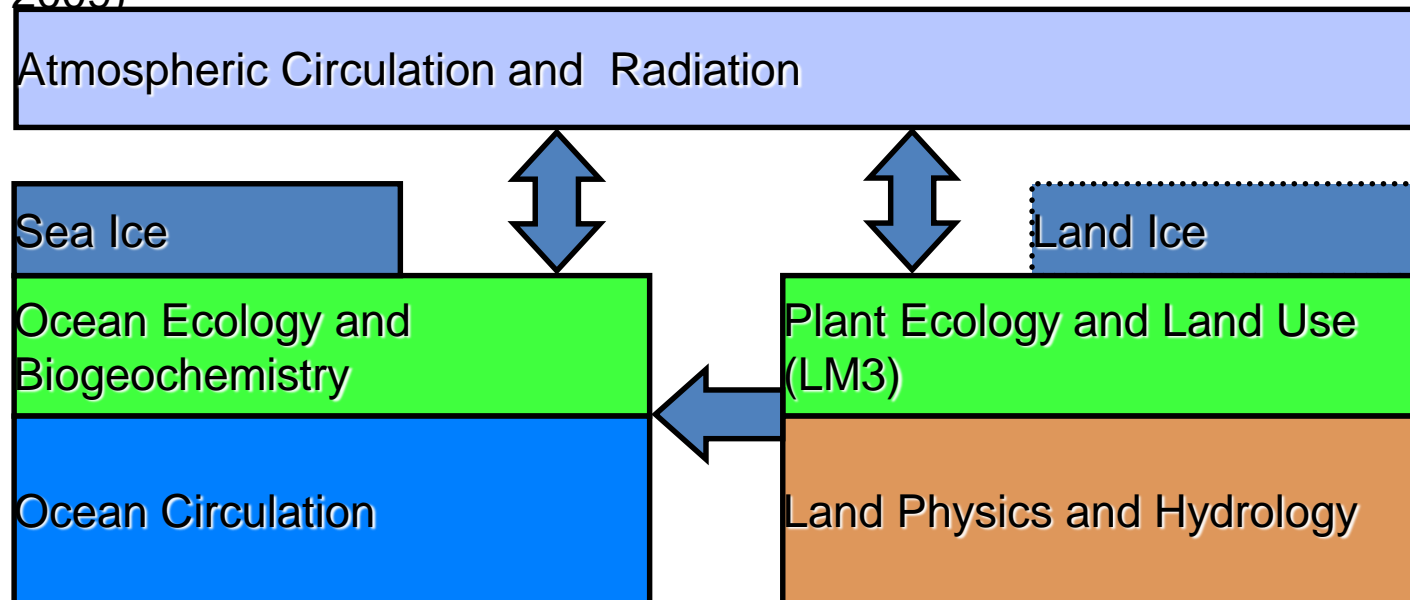 Atmospheric Circulation and  Radiation
Sea Ice
Land Ice
Ocean Ecology and
Biogeochemistry
Plant Ecology and Land Use
(LM3)
Ocean Circulation
Land Physics and Hydrology